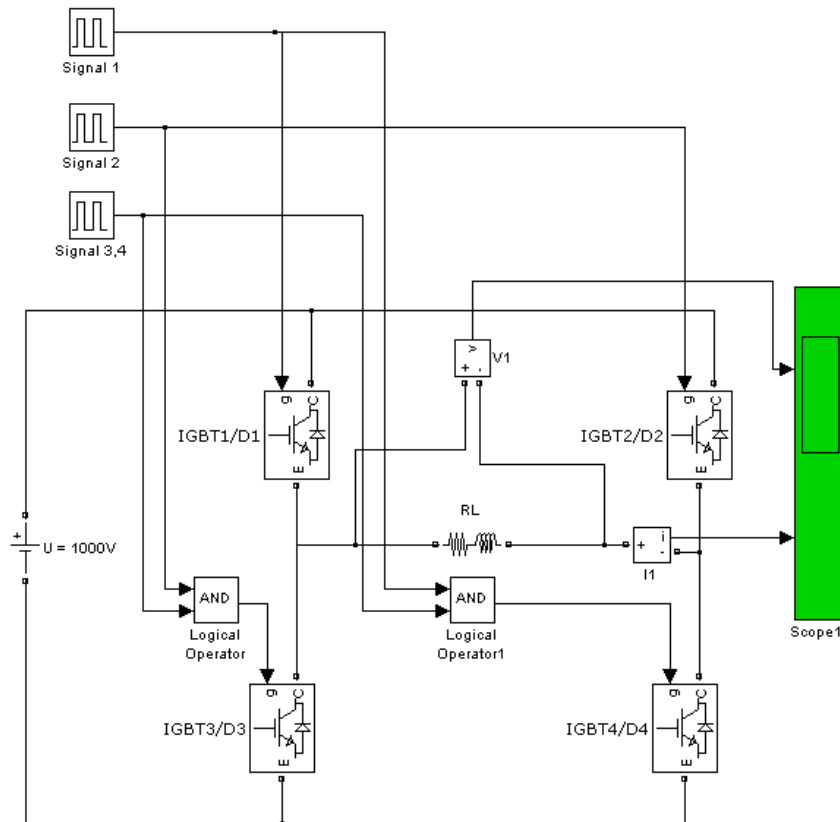 Signal 1
Signal 2
Signal 3,4
V1
+ -
v
g C
IGBT1/D1
E
g C
IGBT2/D2
E
RL
+
U = 1000V
+ i
-
I1
AND
Logical
Operator
AND
Logical
Operator1
Scope1
g C
IGBT3/D3
E
g C
IGBT4/D4
E